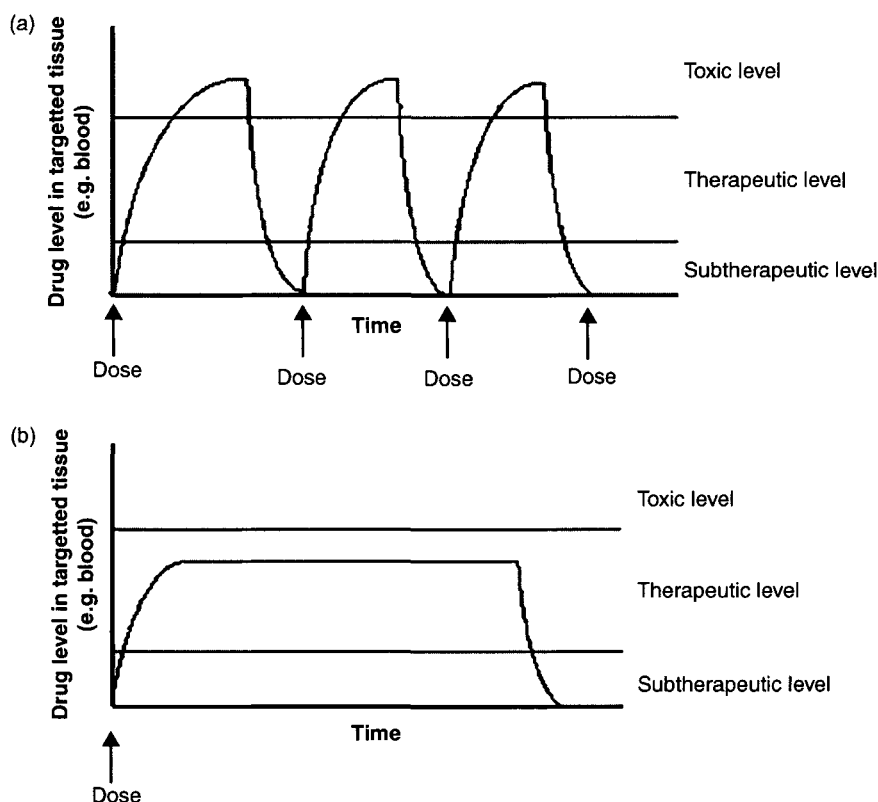 (a)
Drug level in targetted tissue
(e.g. blood)
Toxic level
Therapeutic level
Subtherapeutic level
Time
Dose
Dose
Dose
Dose
(b)
Drug level in targetted tissue
(e.g. blood)
Toxic level
Therapeutic level
Subtherapeutic level
Time
Dose